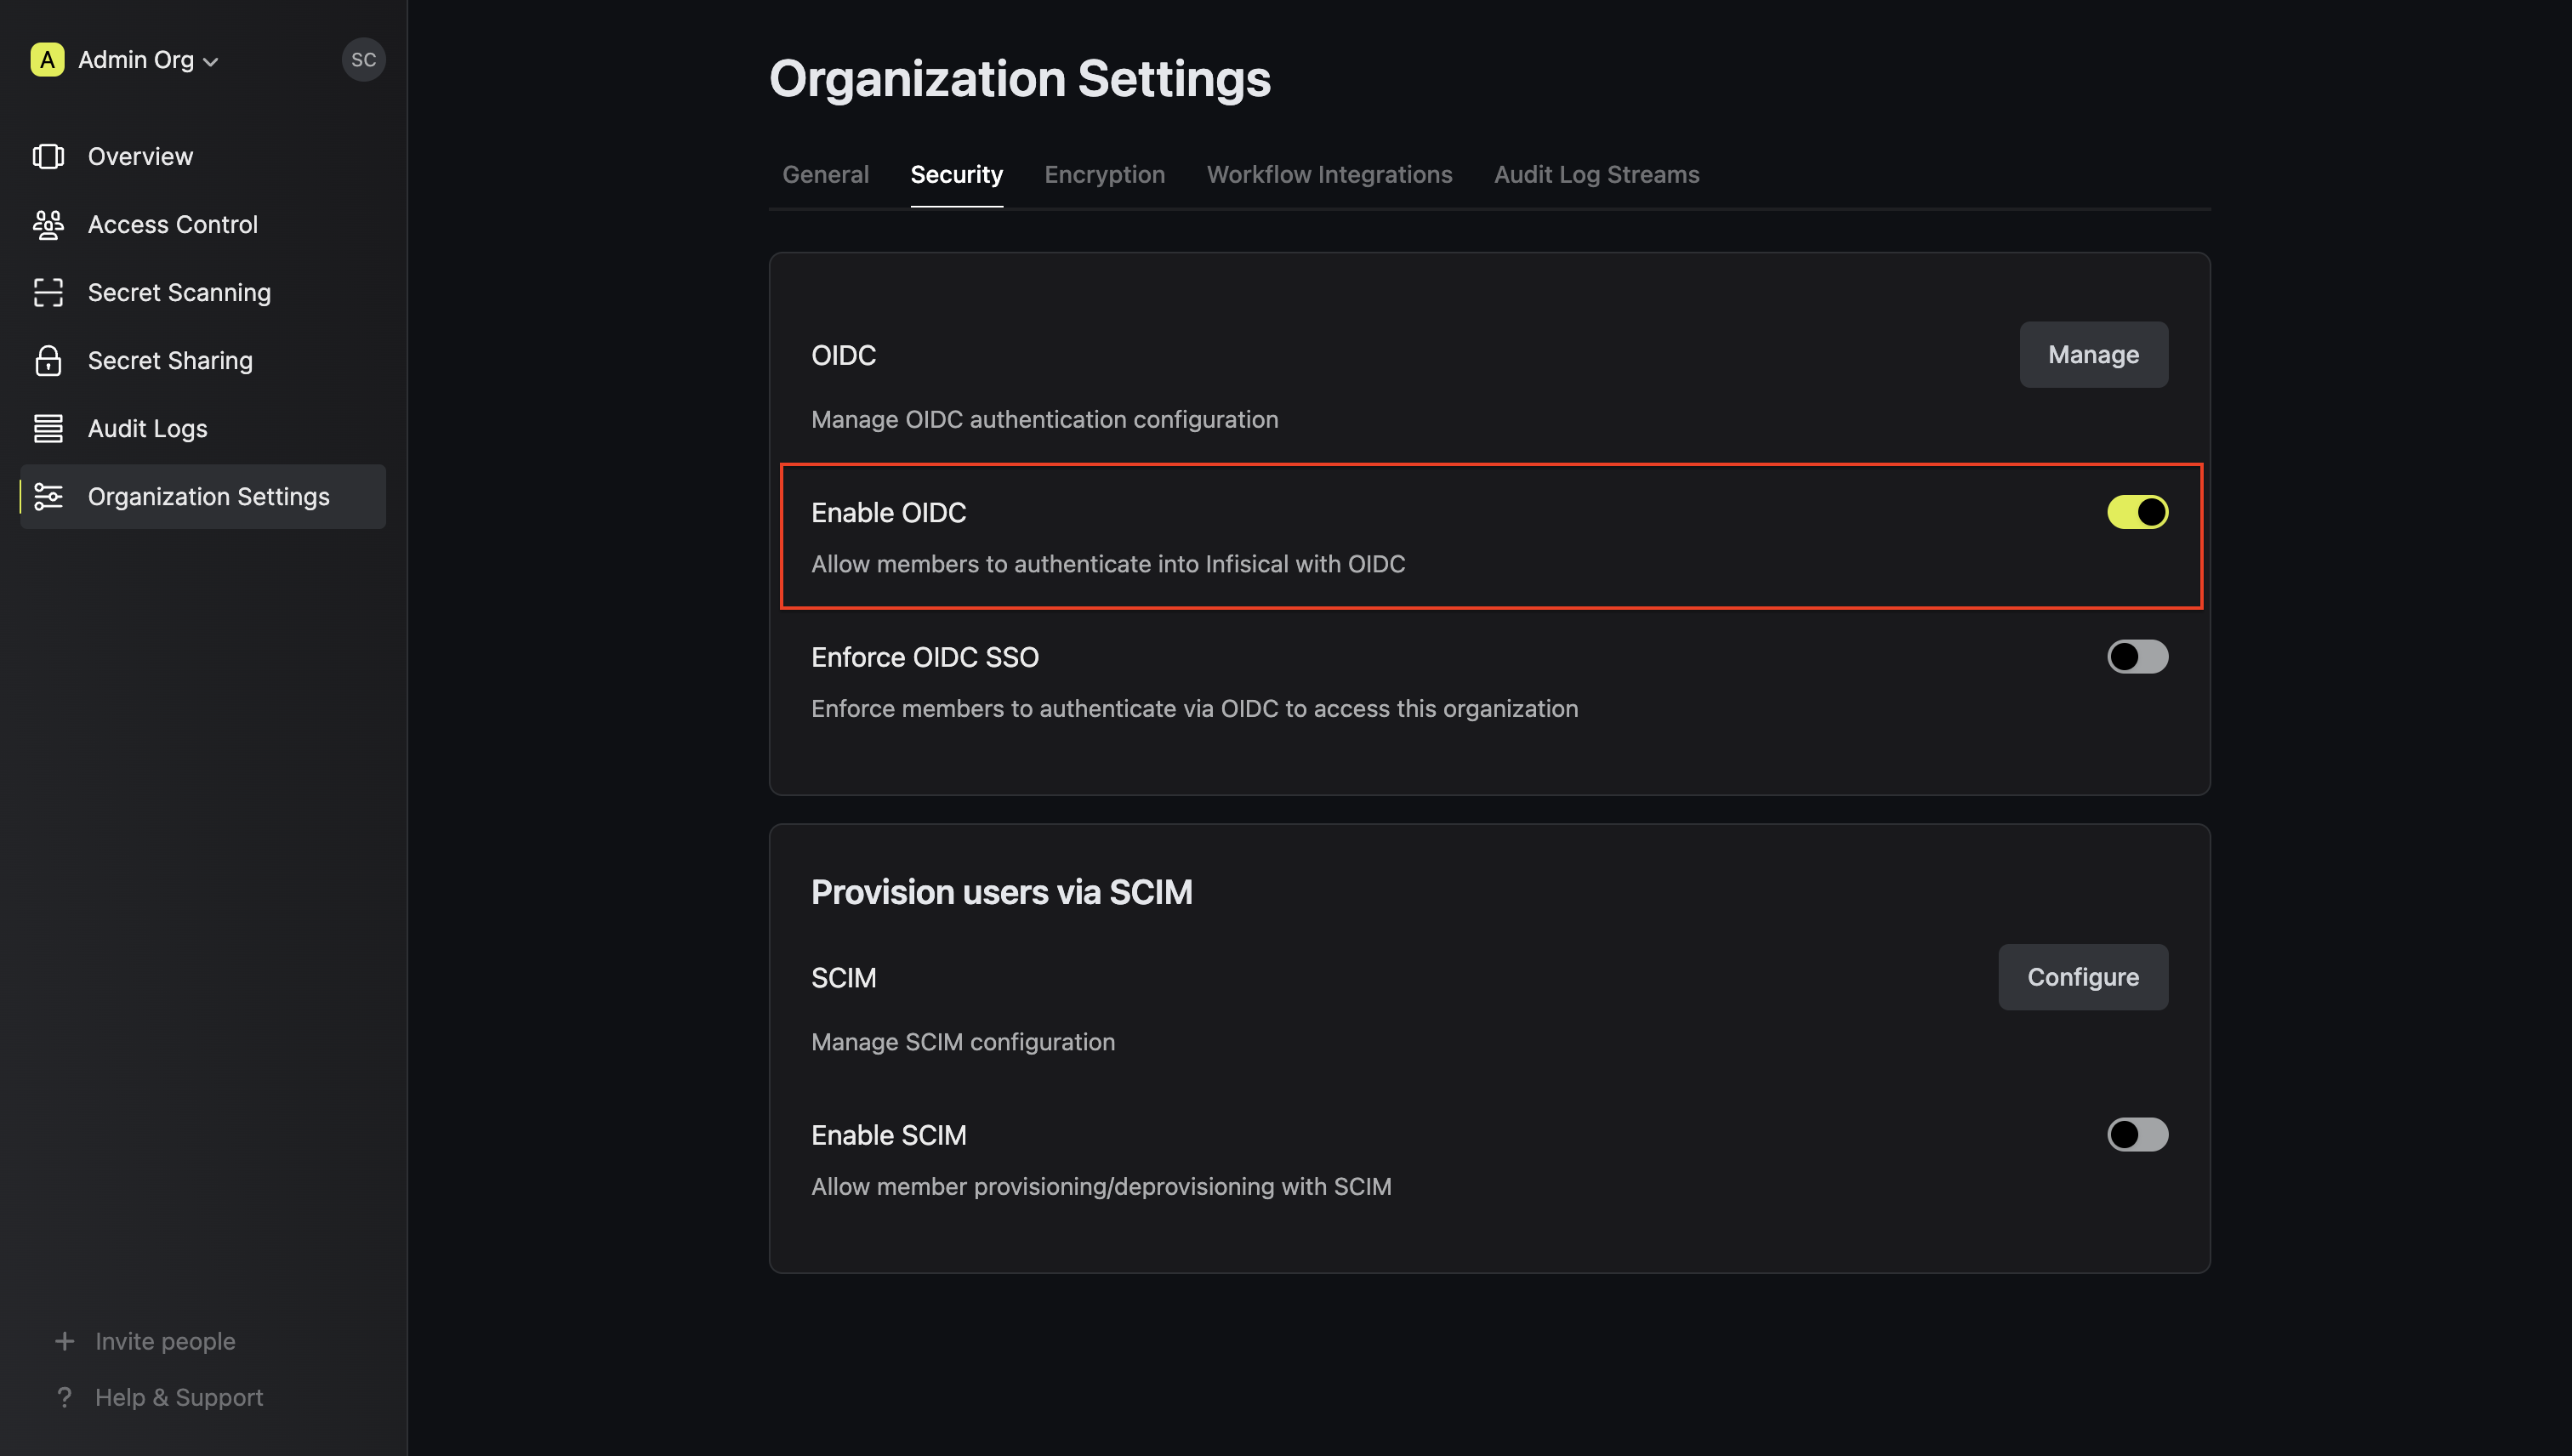 A Admin Org SC
Overview
Access Control
Secret Scanning
Secret Sharing
Audit Logs
Organization Settings
+ Invite people
? Help & Support
Organization Settings
General Security Encryption Workflow Integrations Audit Log Streams
OIDC Manage
Manage OIDC authentication configuration
Enable OIDC
Allow members to authenticate into Infisical with OIDC
Enforce OIDC SSO
Enforce members to authenticate via OIDC to access this organization
Provision users via SCIM
SCIM Configure
Manage SCIM configuration
Enable SCIM
Allow member provisioning/deprovisioning with SCIM